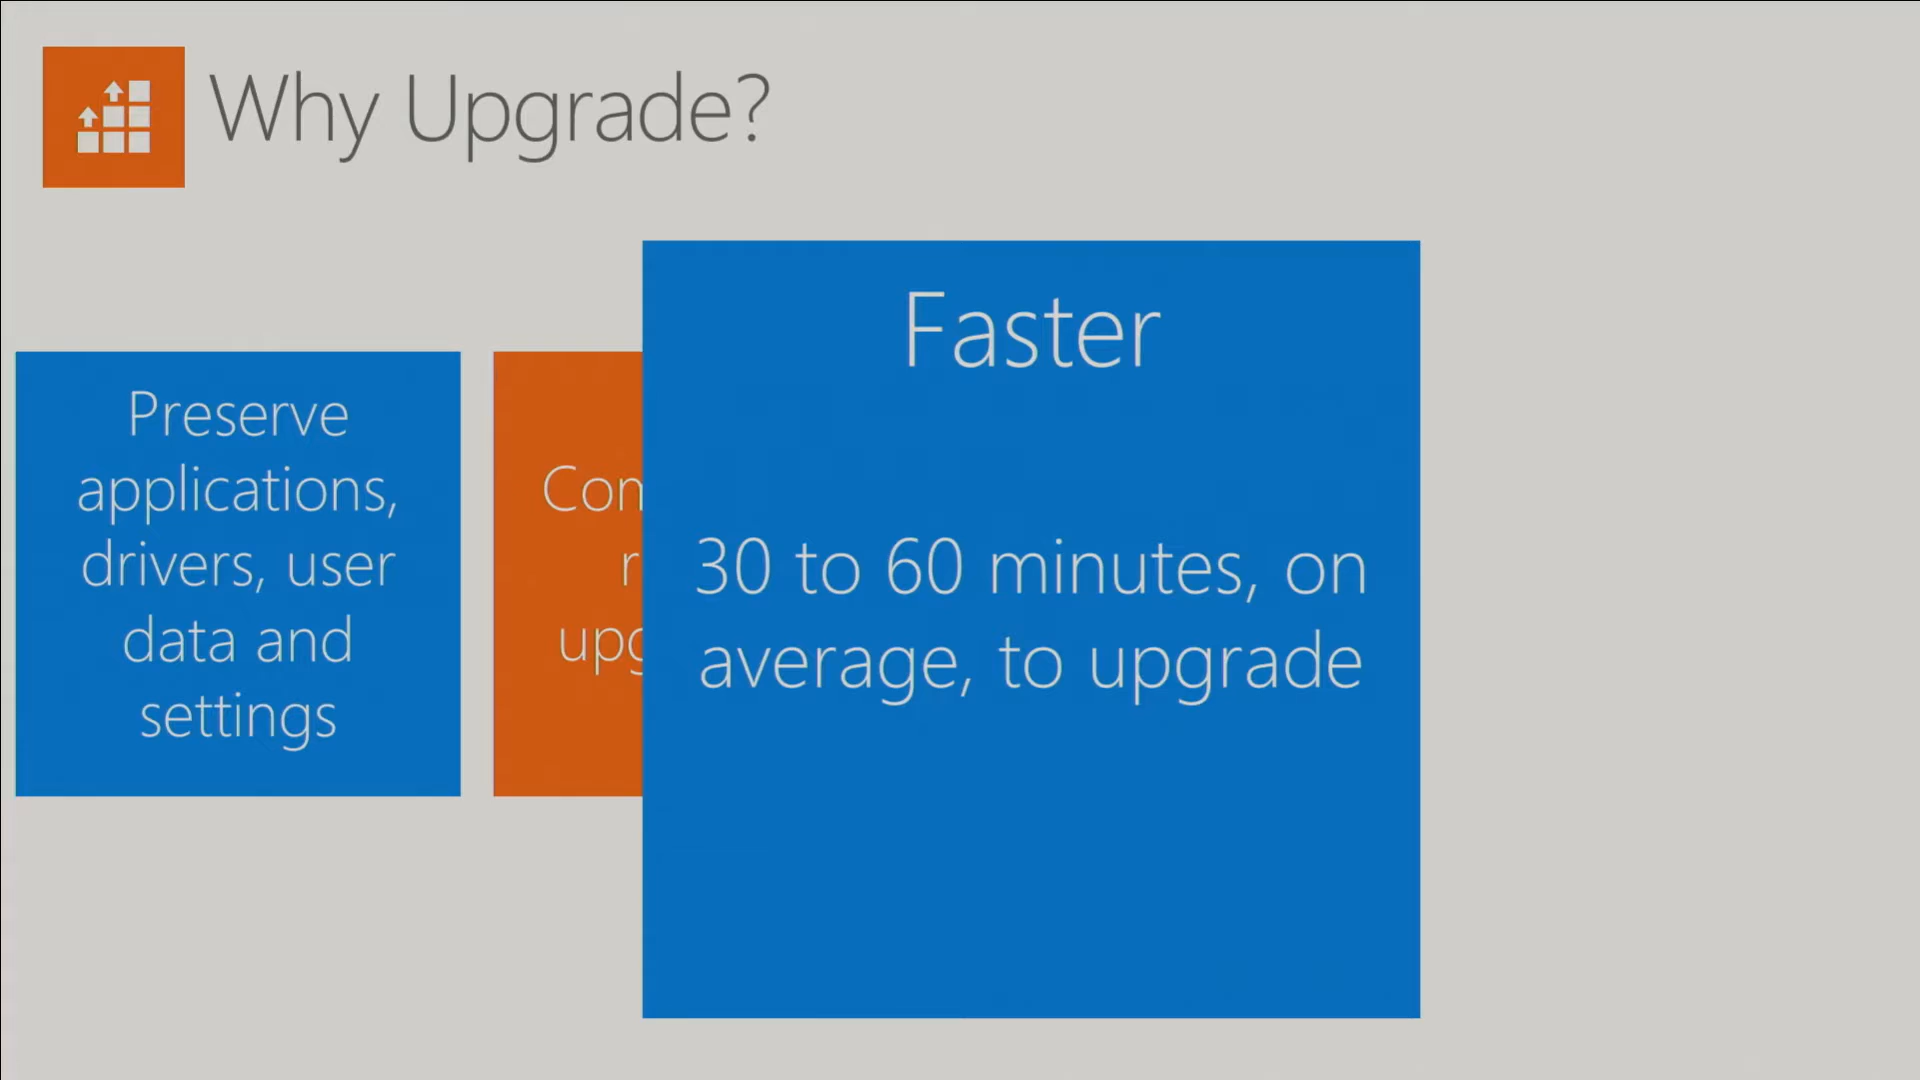 Why Upgrade?
Preserve
applications,
drivers, user
data and
settings
Faster
30 to 60 minutes, on
average, to upgrade